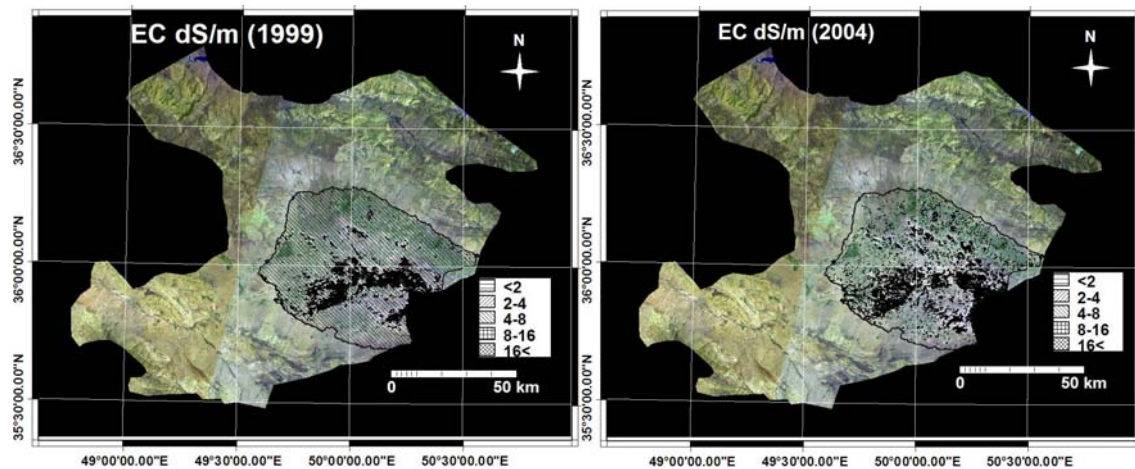 EC dS/m (1999)
N
36°30'00.00"N
36°00'00.00"N
35°30'00.00"N
<2
2-4
4-8
8-16
16<
0
50 km
49°00'00.00"E
49°30'00.00"E
50°00'00.00"E
50°30'00.00"E
EC dS/m (2004)
N
36°30'00.00"N
36°00'00.00"N
35°30'00.00"N
<2
2-4
4-8
8-16
16<
0
50 km
49°00'00.00"E
49°30'00.00"E
50°00'00.00"E
50°30'00.00"E